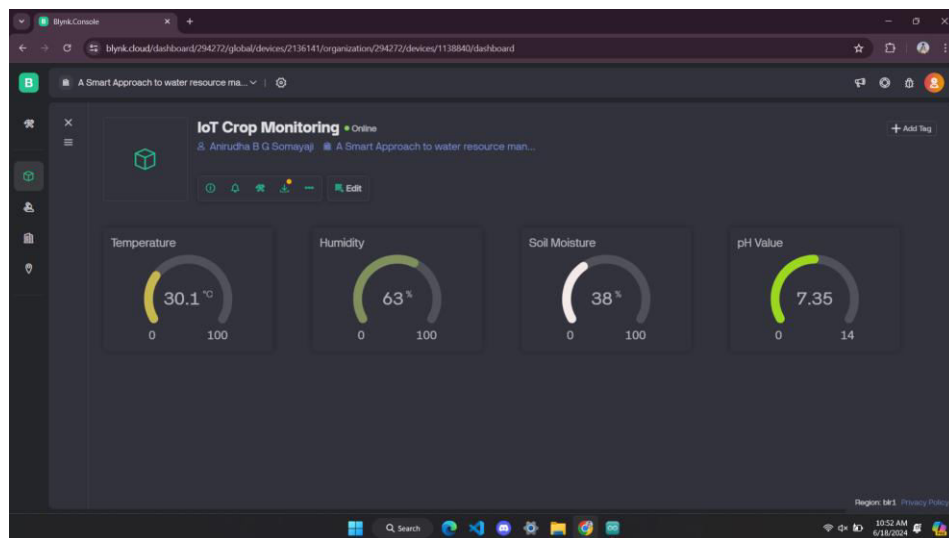 Blynk.Console
blynk.cloud/dashboard/294272/global/devices/2136141/organization/294272/devices/1138840/dashboard
B
A Smart Approach to water resource ma...
IoT Crop Monitoring Online
Anirudha B G Somayaji A Smart Approach to water resource man...
Add Tag
Edit
Temperature
30.1 °C
0 100
Humidity
63 %
0 100
Soil Moisture
38 %
0 100
pH Value
7.35
0 14
Region: blr1 Privacy Policy
Search
10:52 AM
6/18/2024